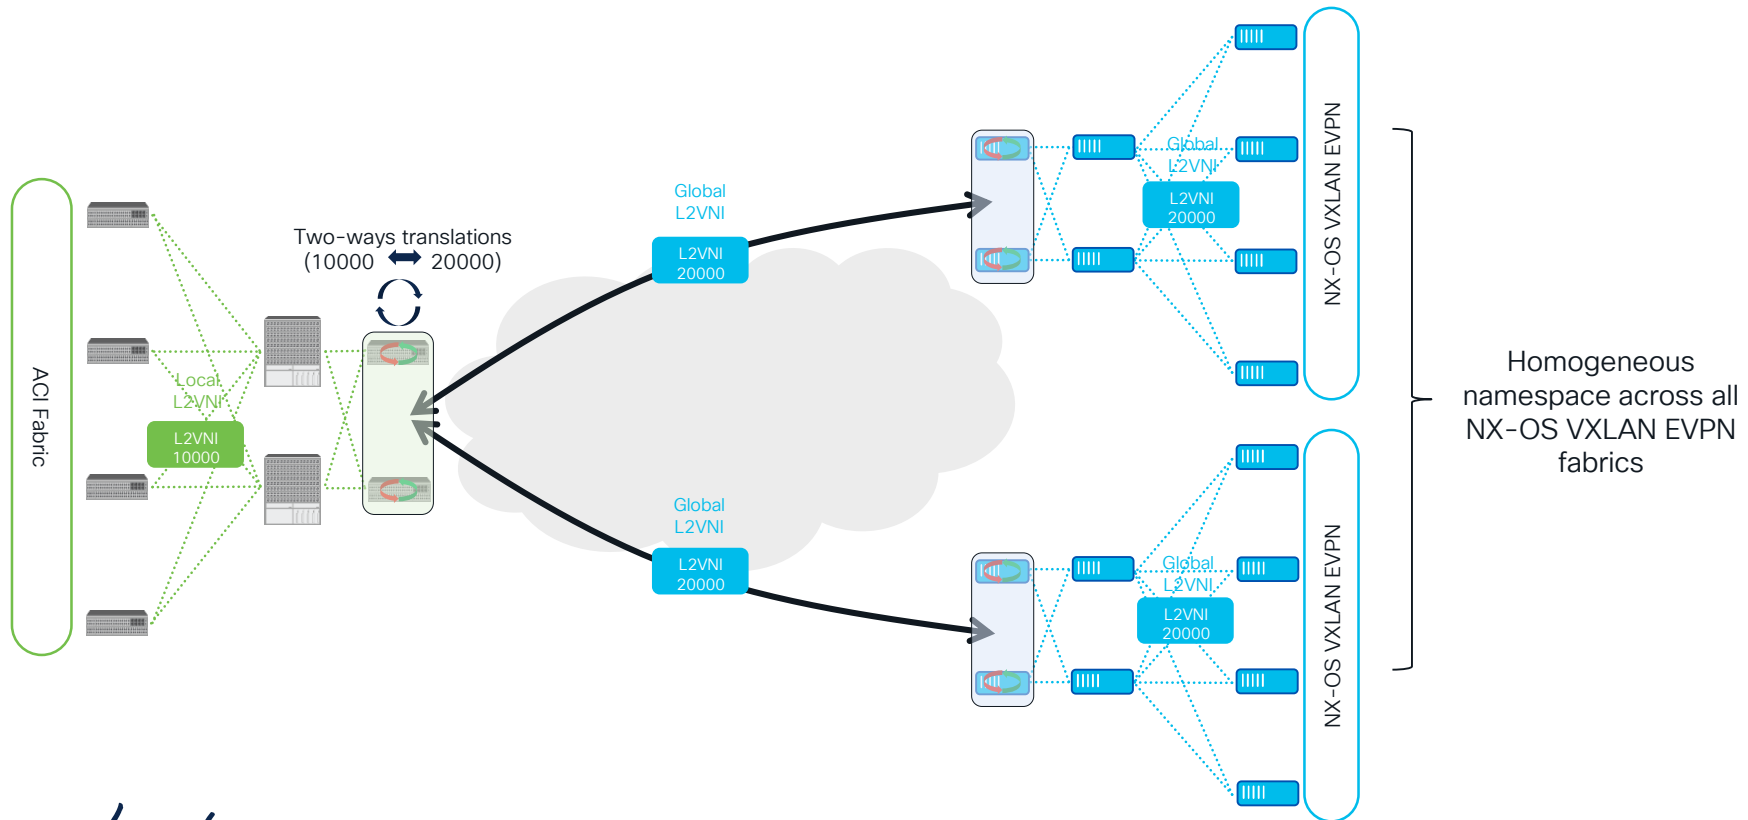 ACI Fabric
Local
L2VNI
L2VNI
10000
Two-ways translations
(10000 20000)
Global
L2VNI
L2VNI
20000
Global
L2VNI
L2VNI
20000
Global
L2VNI
L2VNI
20000
NX-OS VXLAN EVPN
Global
L2VNI
L2VNI
20000
NX-OS VXLAN EVPN
Homogeneous
namespace across all
NX-OS VXLAN EVPN
fabrics